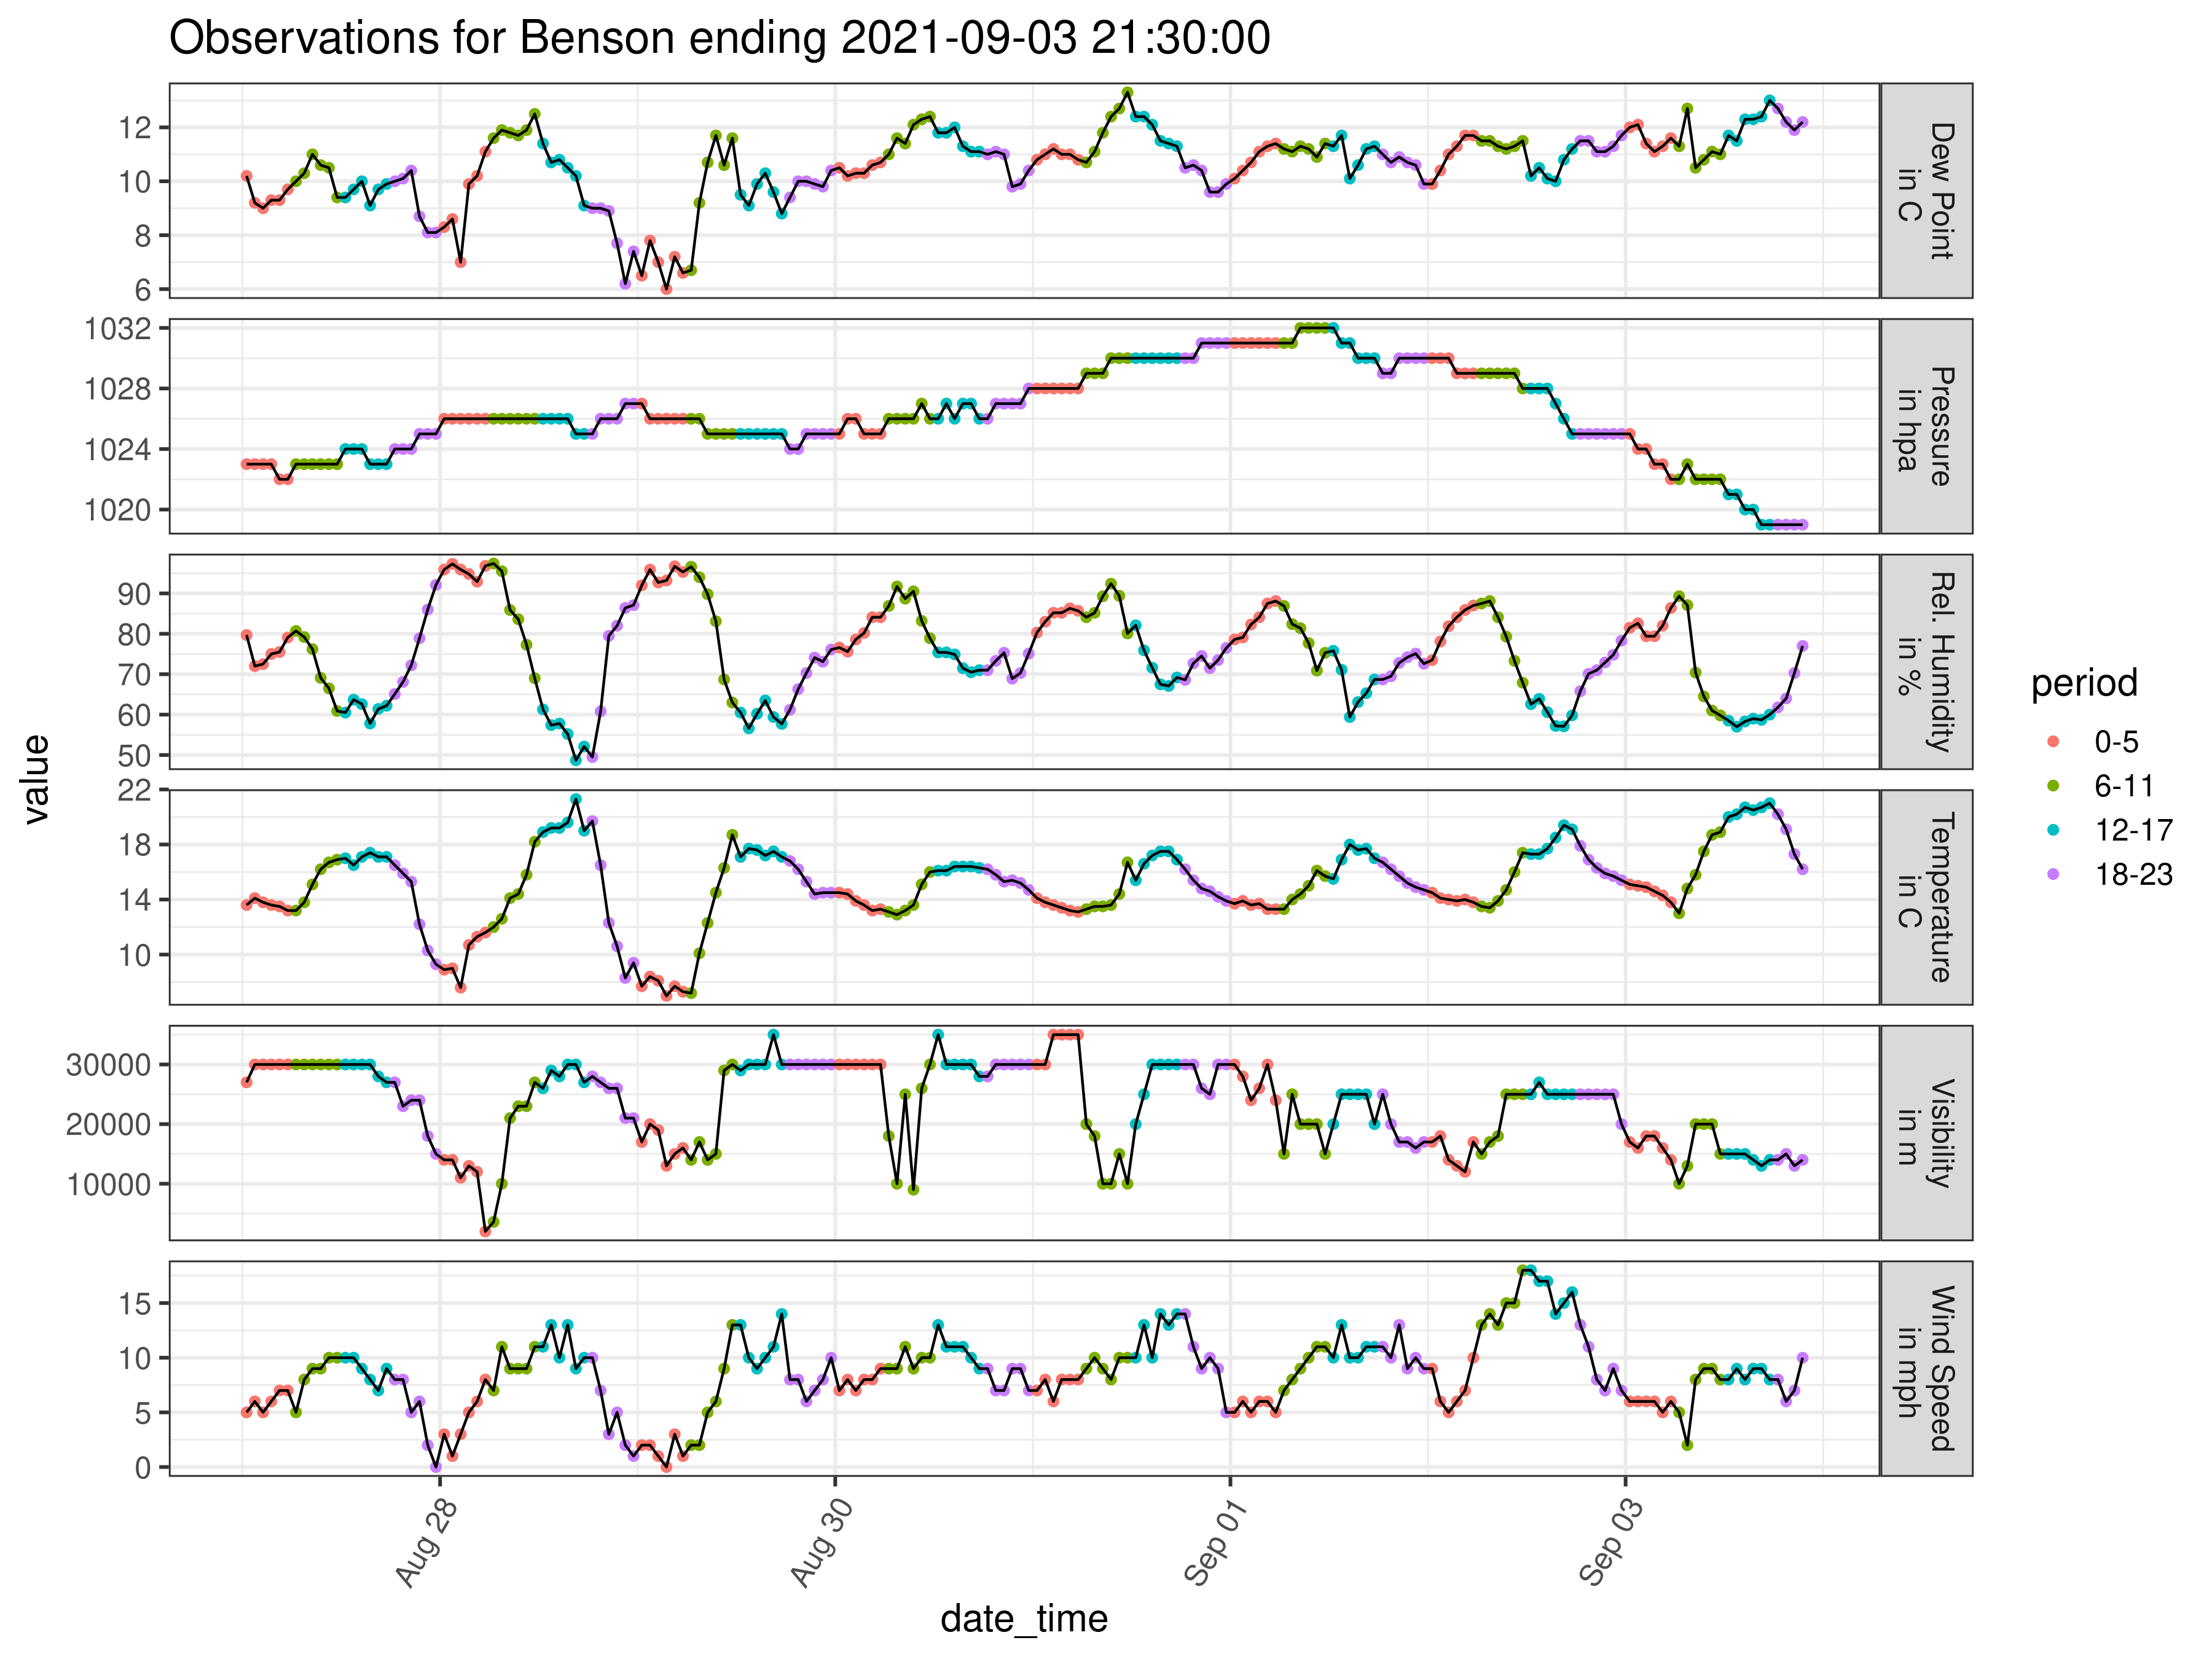 Observations for Benson ending 2021-09-03 21:30:00
value
12
10
8
6
Dew Point
in C
1032
1028
1024
1020
Pressure
in hpa
90
80
70
60
50
Rel. Humidity
in %
22
18
14
10
Temperature
in C
30000
20000
10000
Visibility
in m
15
10
5
0
Wind Speed
in mph
Aug 28
Aug 30
Sep 01
Sep 03
date_time
period
0-5
6-11
12-17
18-23